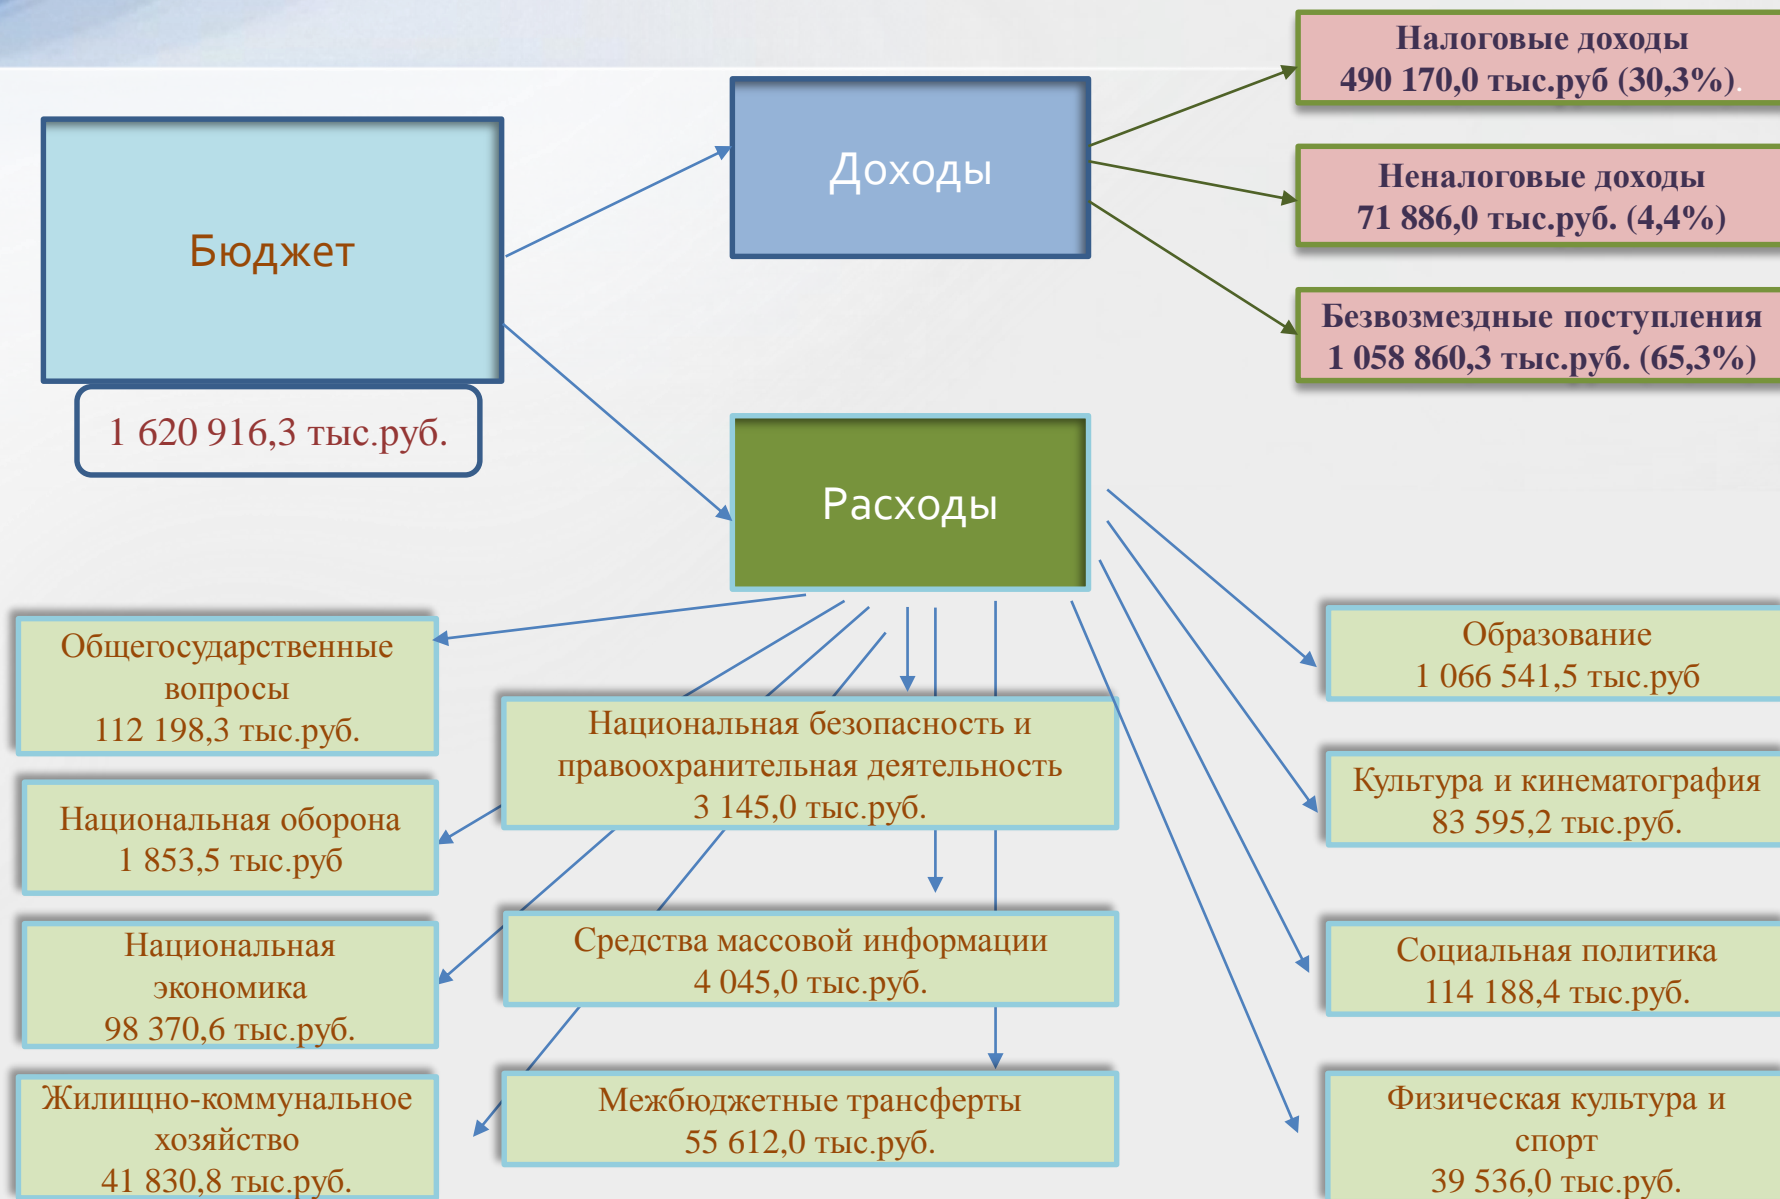 Налоговые доходы
490 170,0 тыс.руб (30,3%).
Неналоговые доходы
71 886,0 тыс.руб. (4,4%)
Безвозмездные поступления
1 058 860,3 тыс.руб. (65,3%)
Доходы
Бюджет
1 620 916,3 тыс.руб.
Расходы
Общегосударственные
вопросы
112 198,3 тыс.руб.
Национальная оборона
1 853,5 тыс.руб
Национальная
экономика
98 370,6 тыс.руб.
Жилищно-коммунальное
хозяйство
41 830,8 тыс.руб.
Национальная безопасность и
правоохранительная деятельность
3 145,0 тыс.руб.
Средства массовой информации
4 045,0 тыс.руб.
Межбюджетные трансферты
55 612,0 тыс.руб.
Образование
1 066 541,5 тыс.руб
Культура и кинематография
83 595,2 тыс.руб.
Социальная политика
114 188,4 тыс.руб.
Физическая культура и
спорт
39 536,0 тыс.руб.